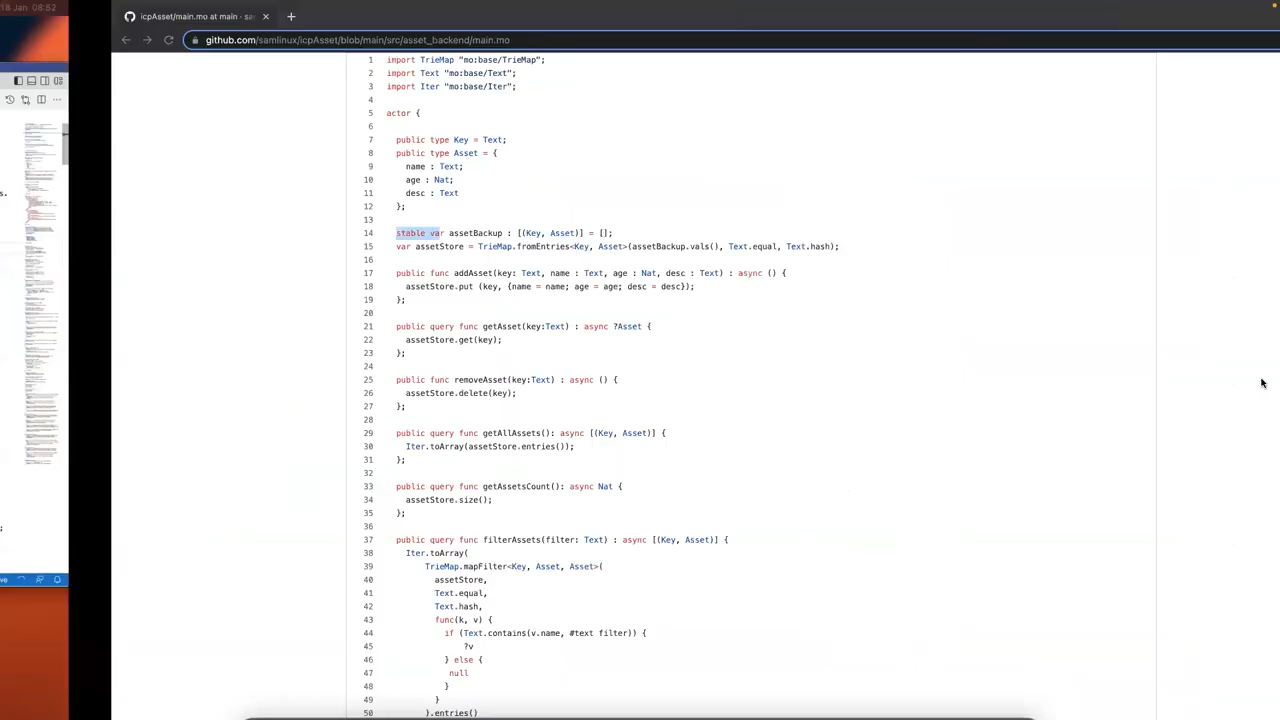 18 Jan 08:52
icpAsset/main.mo at main · sa
github.com/samlinux/icpAsset/blob/main/src/asset_backend/main.mo
1 import TrieMap "mo:base/TrieMap";
2 import Text "mo:base/Text";
3 import Iter "mo:base/Iter";
4
5 actor {
6
7 public type Key = Text;
8 public type Asset = {
9 name : Text;
10 age : Nat;
11 desc : Text
12 };
13
14 stable var assetBackup : [(Key, Asset)] = [];
15 var assetStore = TrieMap.fromEntries<Key, Asset>(assetBackup.vals(), Text.equal, Text.hash);
16
17 public func addAsset(key: Text, name : Text, age : Nat, desc : Text) : async () {
18 assetStore.put (key, {name = name; age = age; desc = desc});
19 };
20
21 public query func getAsset(key:Text) : async ?Asset {
22 assetStore.get(key);
23 };
24
25 public func removeAsset(key:Text) : async () {
26 assetStore.delete(key);
27 };
28
29 public query func getAllAssets(): async [(Key, Asset)] {
30 Iter.toArray(assetStore.entries());
31 };
32
33 public query func getAssetsCount(): async Nat {
34 assetStore.size();
35 };
36
37 public query func filterAssets(filter: Text) : async [(Key, Asset)] {
38 Iter.toArray(
39 TrieMap.mapFilter<Key, Asset, Asset>(
40 assetStore,
41 Text.equal,
42 Text.hash,
43 func(k, v) {
44 if (Text.contains(v.name, #text filter)) {
45 ?v
46 } else {
47 null
48 }
49 }
50 ).entries()
s.
;
ve